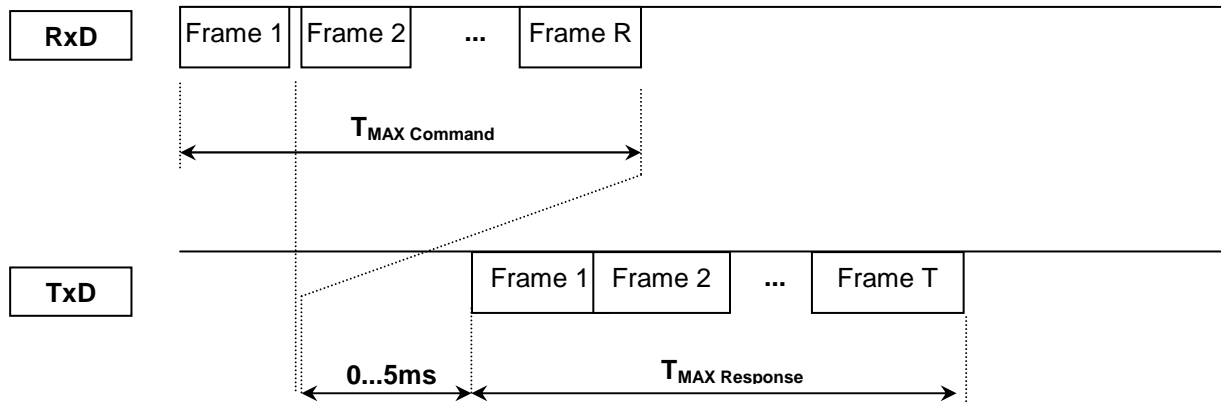 RxD Frame 1 Frame 2 ... Frame R
TMAX Command
TxD Frame 1 Frame 2 ... Frame T
0...5ms TMAX Response